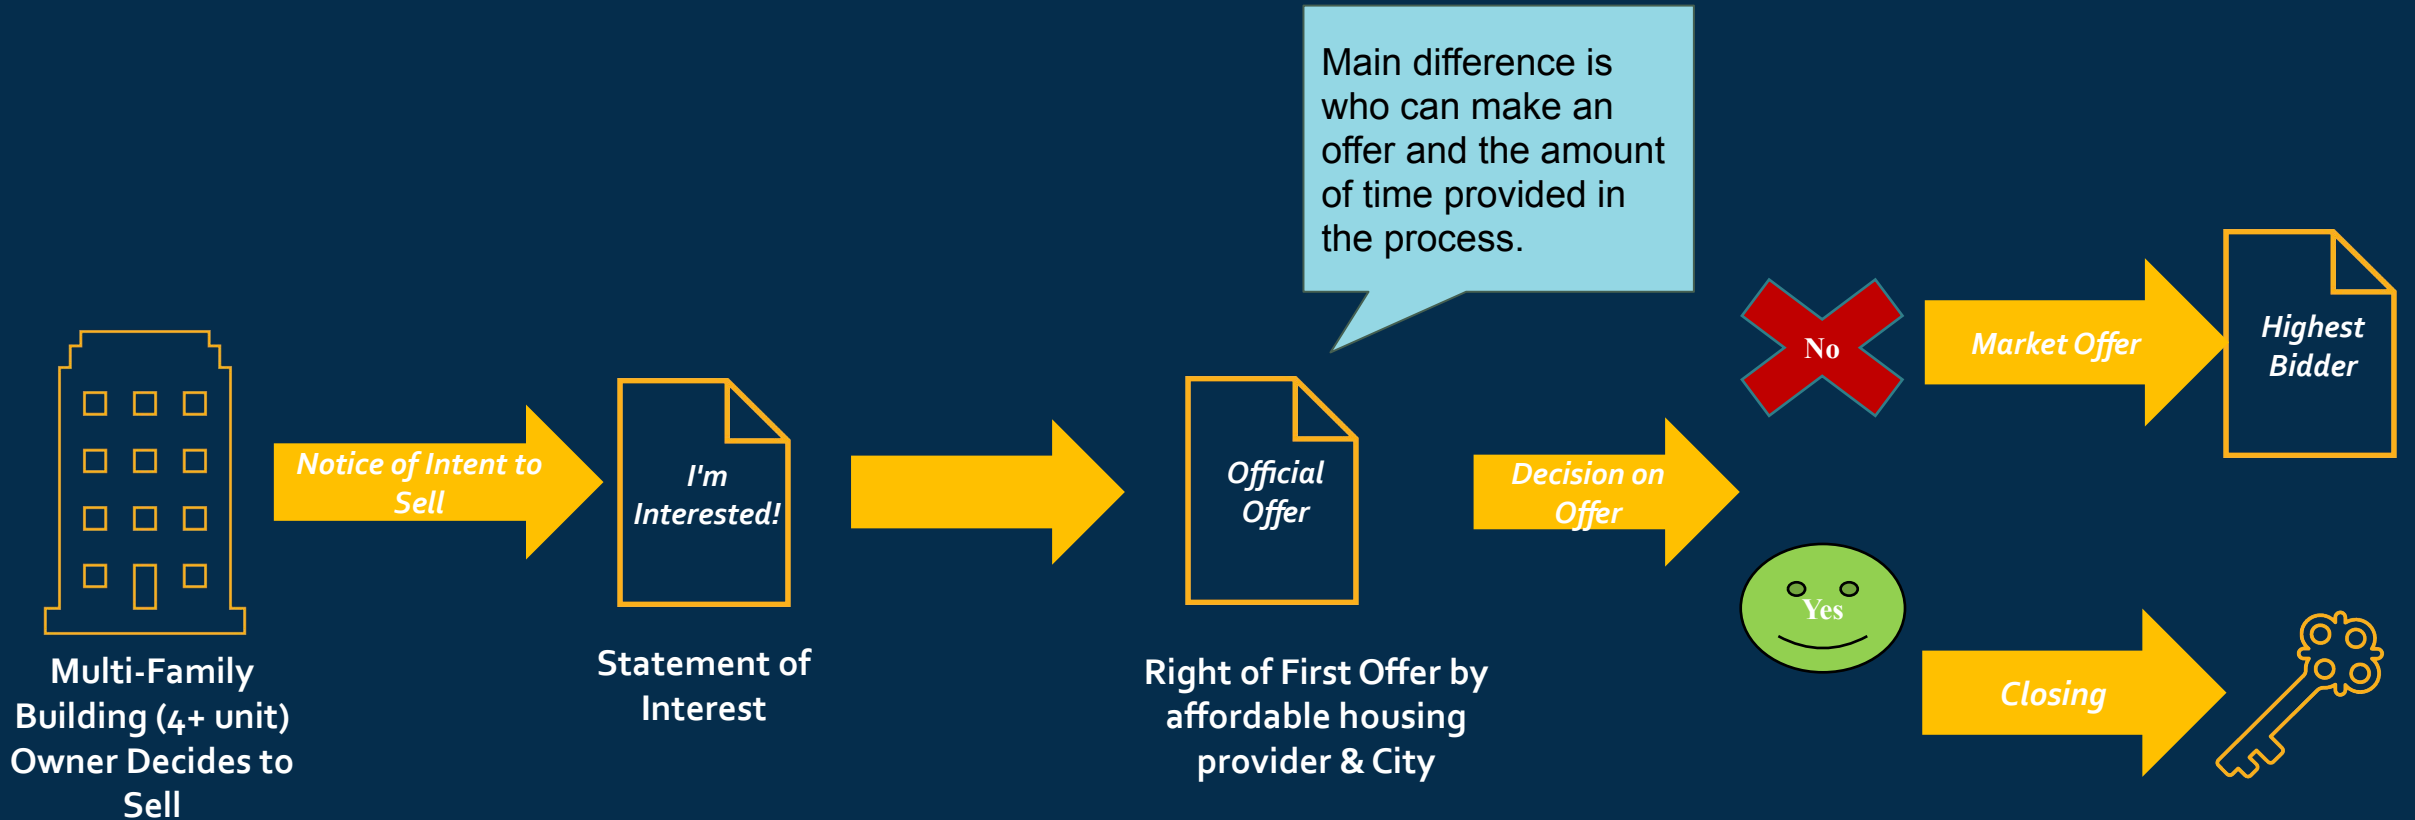 Main difference is
who can make an
offer and the amount
of time provided in
the process.
Multi-Family
Building (4+ unit)
Owner Decides to
Sell
Notice of Intent to
Sell
I'm
Interested!
Statement of
Interest
Official
Offer
Right of First Offer by
affordable housing
provider & City
Decision on
Offer
No
Market Offer
Highest
Bidder
Yes
Closing